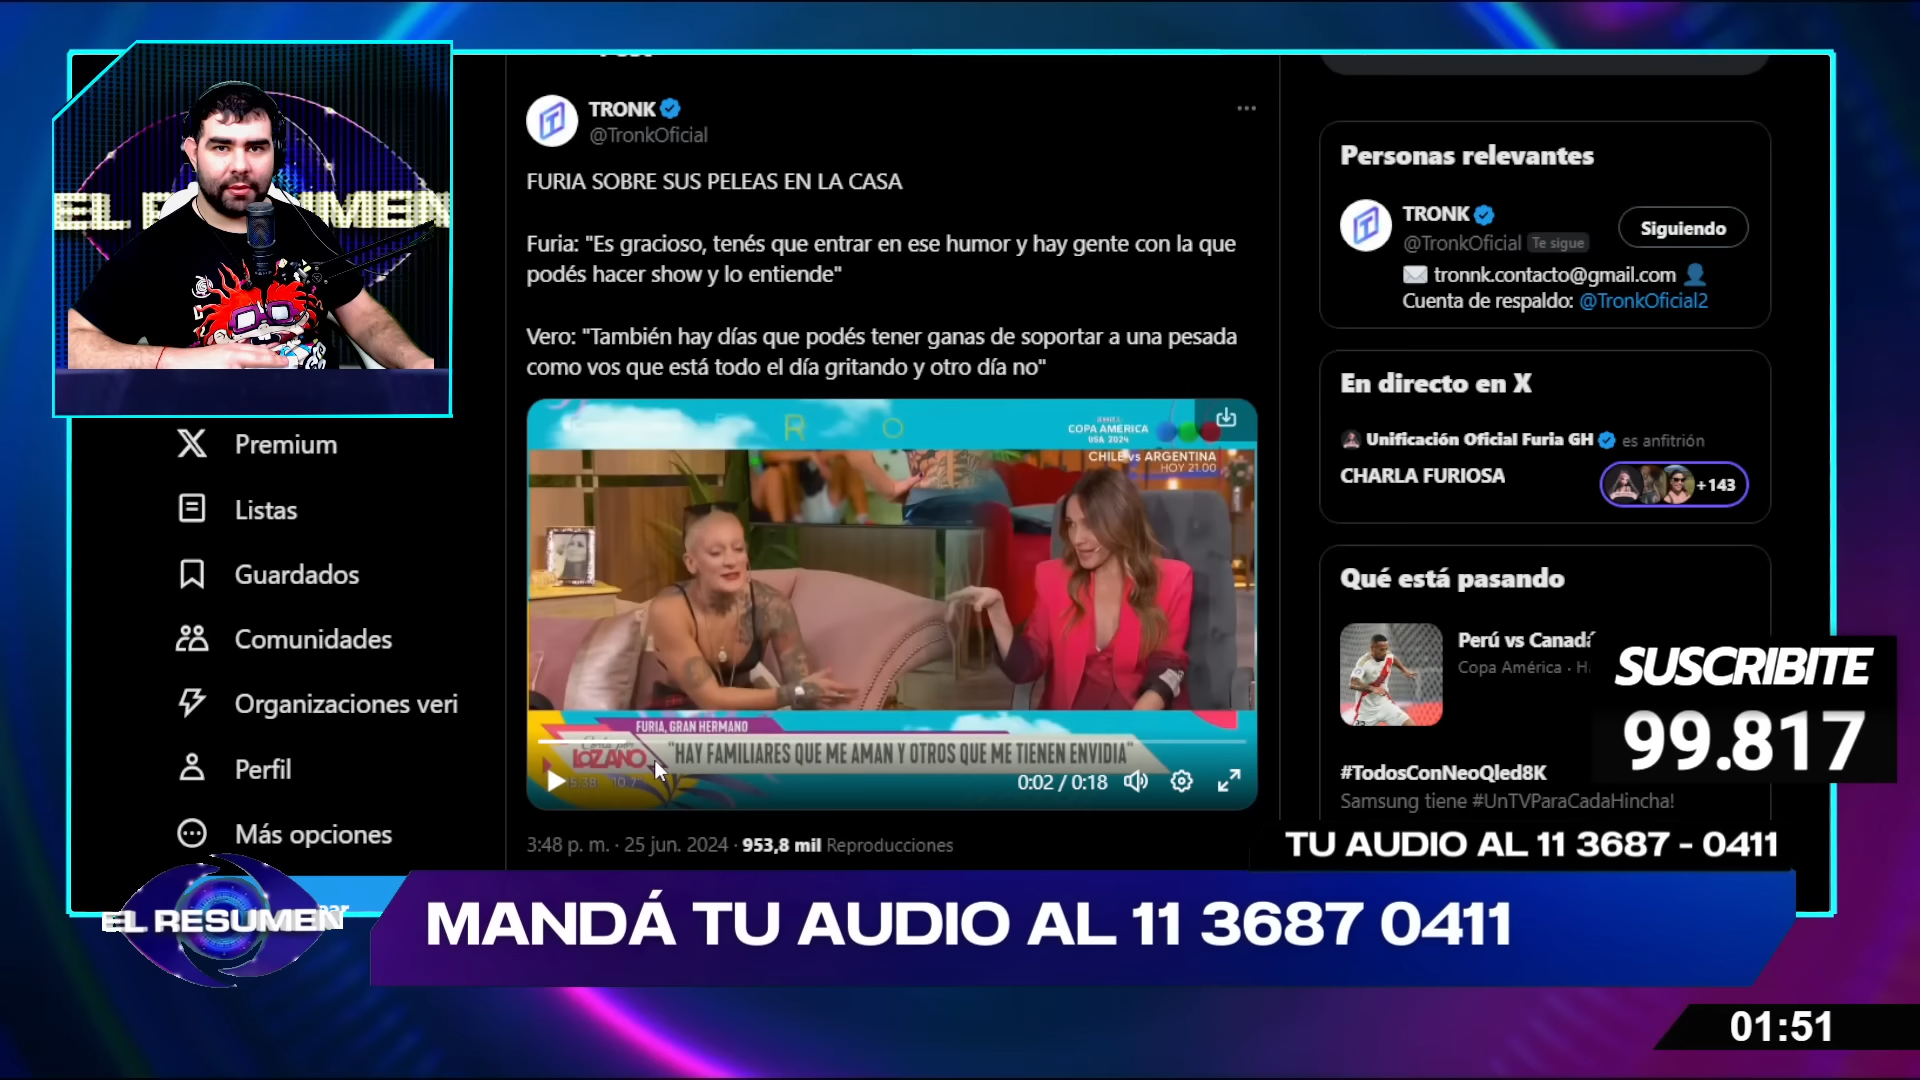 TRONK
@TronkOficial
FURIA SOBRE SUS PELEAS EN LA CASA
Furia: "Es gracioso, tenés que entrar en ese humor y hay gente con la que
podés hacer show y lo entiende"
Vero: "También hay días que podés tener ganas de soportar a una pesada
como vos que está todo el día gritando y otro día no"
COPA AMERICA
USA 2024
CHILE vs ARGENTINA
HOY 21.00
FURIA, GRAN HERMANO
LOZANO
"HAY FAMILIARES QUE ME AMAN Y OTROS QUE ME TIENEN ENVIDIA"
0:02 / 0:18
3:48 p. m. · 25 jun. 2024 · 953,8 mil Reproducciones
Premium
Listas
Guardados
Comunidades
Organizaciones veri
Perfil
Más opciones
Personas relevantes
TRONK
@TronkOficial Te sigue
Siguiendo
tronnk.contacto@gmail.com
Cuenta de respaldo: @TronkOficial2
En directo en X
Unificación Oficial Furia GH es anfitrión
CHARLA FURIOSA
+143
Qué está pasando
Perú vs Canadá
Copa América ·
#TodosConNeoQled8K
Samsung tiene #UnTVParaCadaHincha!
SUSCRIBITE
99.817
TU AUDIO AL 11 3687 - 0411
EL RESUMEN
MANDÁ TU AUDIO AL 11 3687 0411
01:51